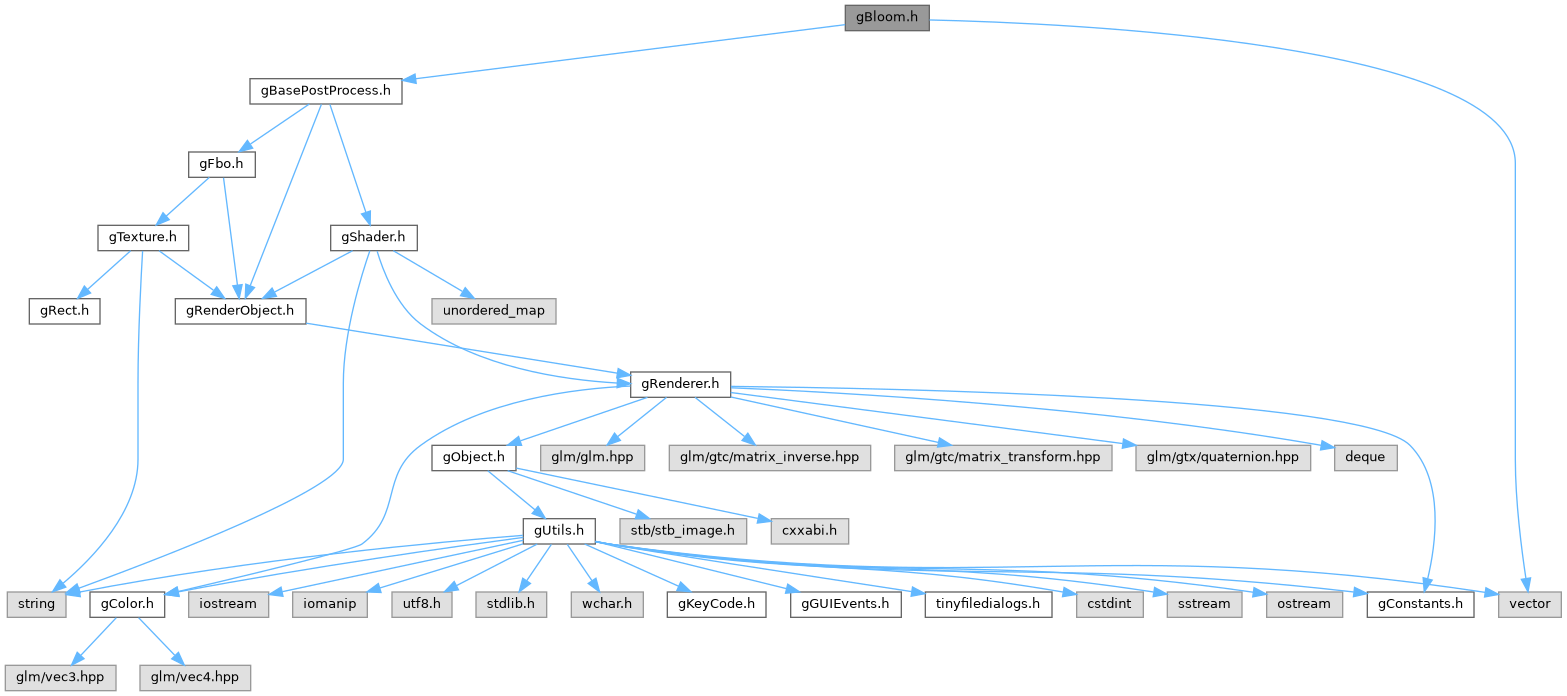 gBloom.h
gBasePostProcess.h
gFbo.h
gTexture.h
gShader.h
gRect.h
gRenderObject.h
unordered_map
gRenderer.h
gObject.h
glm/glm.hpp
glm/gtc/matrix_inverse.hpp
glm/gtc/matrix_transform.hpp
glm/gtx/quaternion.hpp
deque
gUtils.h
stb/stb_image.h
cxxabi.h
string
gColor.h
iostream
iomanip
utf8.h
stdlib.h
wchar.h
gKeyCode.h
gGUIEvents.h
tinyfiledialogs.h
cstdint
sstream
ostream
gConstants.h
vector
glm/vec3.hpp
glm/vec4.hpp